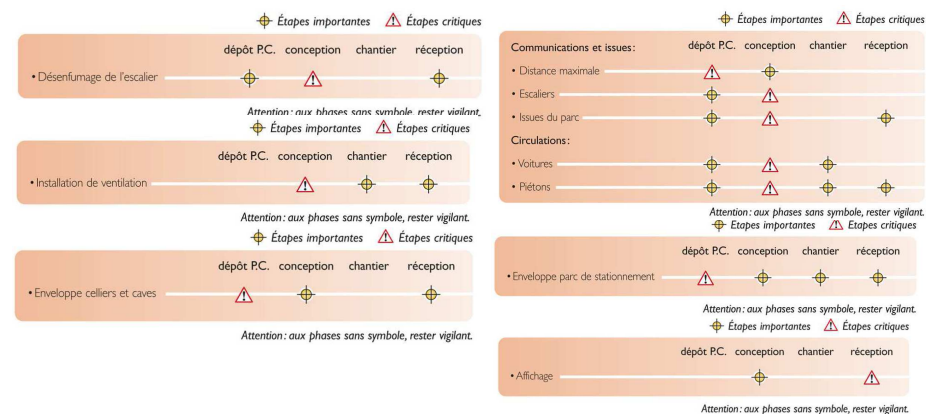 Étapes importantes Étapes critiques
dépôt P.C. conception chantier réception
• Désenfumage de l'escalier
Attention : aux phases sans symbole, rester vigilant.
Étapes importantes Étapes critiques
dépôt P.C. conception chantier réception
• Installation de ventilation
Attention : aux phases sans symbole, rester vigilant.
Étapes importantes Étapes critiques
dépôt P.C. conception chantier réception
• Enveloppe celliers et caves
Attention : aux phases sans symbole, rester vigilant.
Étapes importantes Étapes critiques
Communications et issues : dépôt P.C. conception chantier réception
• Distance maximale
• Escaliers
• Issues du parc
Circulations :
• Voitures
• Piétons
Attention : aux phases sans symbole, rester vigilant.
Étapes importantes Etapes critiques
dépôt P.C. conception chantier réception
• Enveloppe parc de stationnement
Attention : aux phases sans symbole, rester vigilant.
Étapes importantes Étapes critiques
dépôt P.C. conception chantier réception
• Affichage
Attention : aux phases sans symbole, rester vigilant.